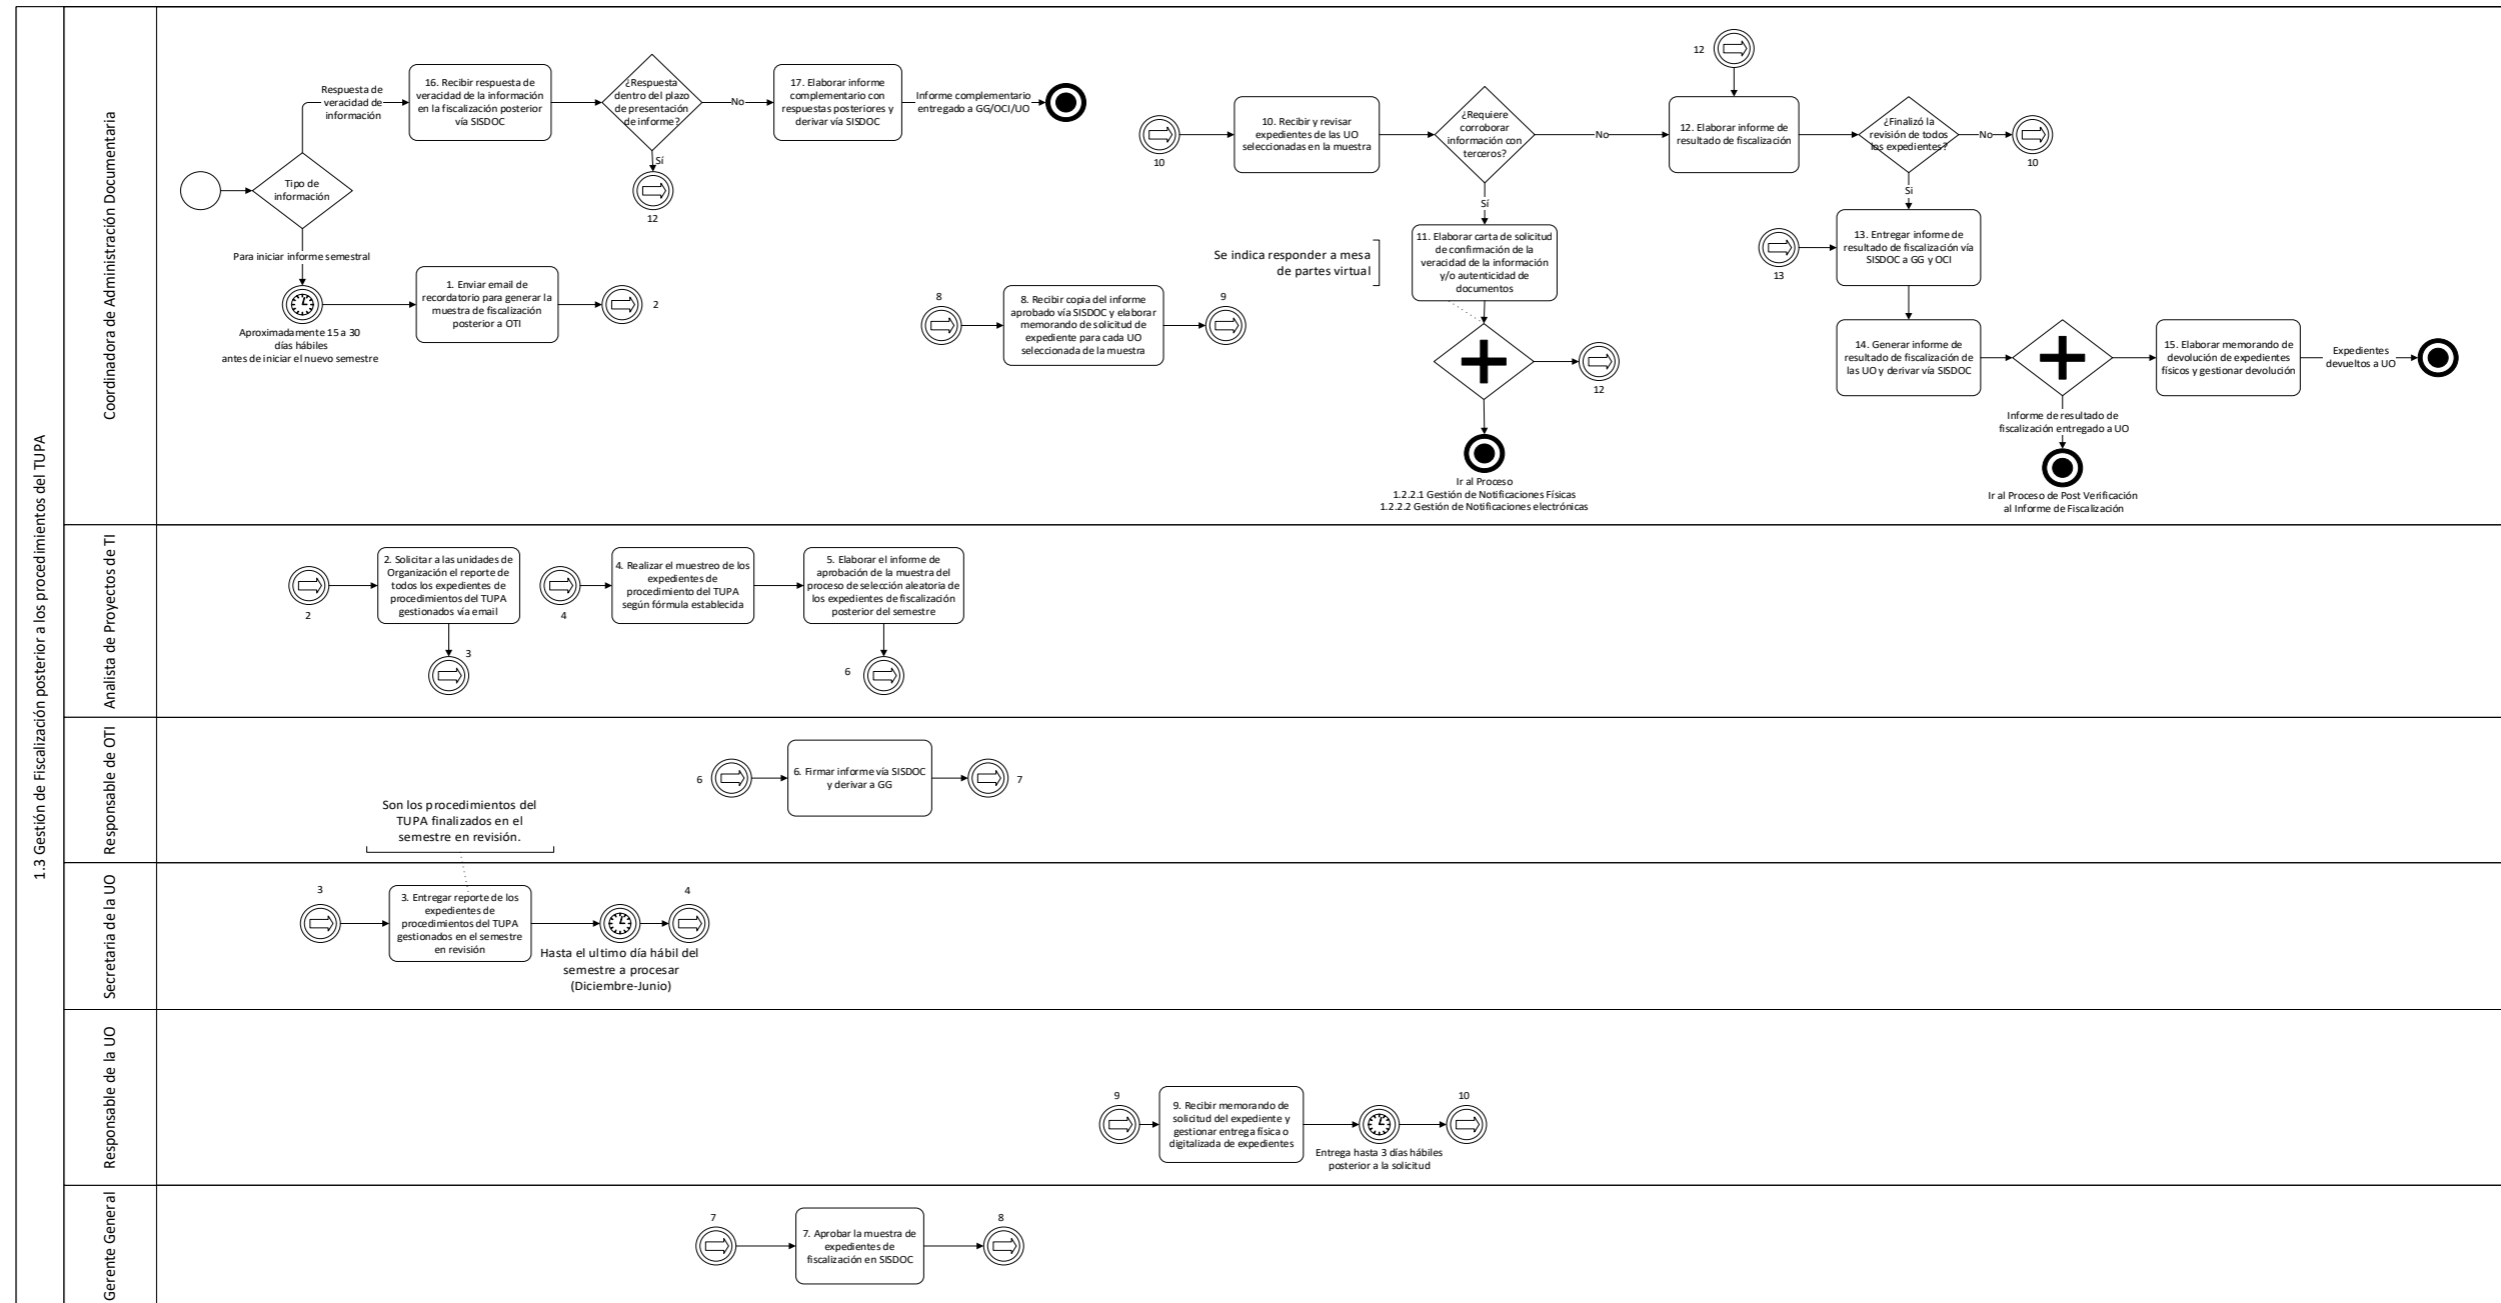 1.3 Gestión de Fiscalización posterior a los procedimientos del TUPA
Coordinadora de Administración Documentaria
Tipo de
información
Respuesta de
veracidad de
información
16. Recibir respuesta de
veracidad de la información
en la fiscalización posterior
vía SISDOC
¿Respuesta
dentro del plazo
de presentación
de informe?
No
Sí
12
17. Elaborar informe
complementario con
respuestas posteriores y
derivar vía SISDOC
Informe complementario
entregado a GG/OCI/UO
Para iniciar informe semestral
Aproximadamente 15 a 30
días hábiles
antes de iniciar el nuevo semestre
1. Enviar email de
recordatorio para generar la
muestra de fiscalización
posterior a OTI
2
8
8. Recibir copia del informe
aprobado vía SISDOC y elaborar
memorando de solicitud de
expediente para cada UO
seleccionada de la muestra
9
10
10. Recibir y revisar
expedientes de las UO
seleccionadas en la muestra
¿Requiere
corroborar
información con
terceros?
No
Sí
Se indica responder a mesa
de partes virtual
11. Elaborar carta de solicitud
de confirmación de la
veracidad de la información
y/o autenticidad de
documentos
12
Ir al Proceso
1.2.2.1 Gestión de Notificaciones Físicas
1.2.2.2 Gestión de Notificaciones electrónicas
12
12. Elaborar informe de
resultado de fiscalización
¿Finalizó la
revisión de todos
los expedientes?
No
10
Si
13
13. Entregar informe de
resultado de fiscalización vía
SISDOC a GG y OCI
14. Generar informe de
resultado de fiscalización de
las UO y derivar vía SISDOC
15. Elaborar memorando de
devolución de expedientes
físicos y gestionar devolución
Expedientes
devueltos a UO
Informe de resultado de
fiscalización entregado a UO
Ir al Proceso de Post Verificación
al Informe de Fiscalización
Analista de Proyectos de TI
2
2. Solicitar a las unidades de
Organización el reporte de
todos los expedientes de
procedimientos del TUPA
gestionados vía email
3
4
4. Realizar el muestreo de los
expedientes de
procedimiento del TUPA
según fórmula establecida
5. Elaborar el informe de
aprobación de la muestra del
proceso de selección aleatoria de
los expedientes de fiscalización
posterior del semestre
6
Responsable de OTI
6
6. Firmar informe vía SISDOC
y derivar a GG
7
Son los procedimientos del
TUPA finalizados en el
semestre en revisión.
Secretaria de la UO
3
3. Entregar reporte de los
expedientes de
procedimientos del TUPA
gestionados en el semestre
en revisión
4
Hasta el ultimo día hábil del
semestre a procesar
(Diciembre-Junio)
Responsable de la UO
9
9. Recibir memorando de
solicitud del expediente y
gestionar entrega física o
digitalizada de expedientes
10
Entrega hasta 3 días hábiles
posterior a la solicitud
Gerente General
7
7. Aprobar la muestra de
expedientes de
fiscalización en SISDOC
8